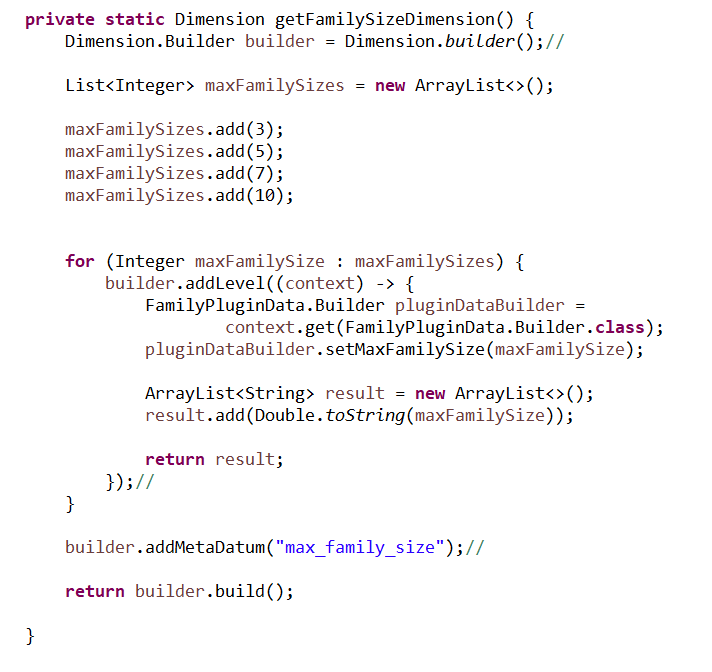 private static Dimension getFamilySizeDimension() {
    Dimension.Builder builder = Dimension.builder();//

    List<Integer> maxFamilySizes = new ArrayList<>();

    maxFamilySizes.add(3);
    maxFamilySizes.add(5);
    maxFamilySizes.add(7);
    maxFamilySizes.add(10);


    for (Integer maxFamilySize : maxFamilySizes) {
        builder.addLevel((context) -> {
            FamilyPluginData.Builder pluginDataBuilder =
                    context.get(FamilyPluginData.Builder.class);
            pluginDataBuilder.setMaxFamilySize(maxFamilySize);

            ArrayList<String> result = new ArrayList<>();
            result.add(Double.toString(maxFamilySize));

            return result;
        });//
    }

    builder.addMetaDatum("max_family_size");//

    return builder.build();

}